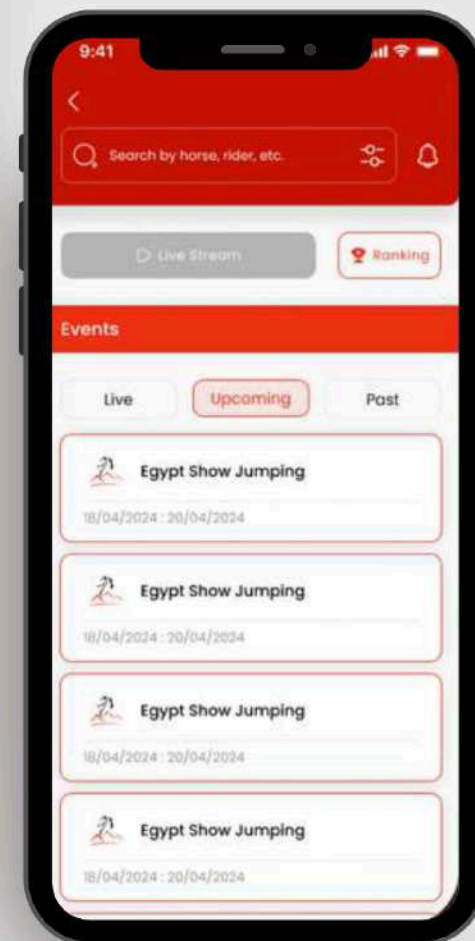 9:41
Search by horse, rider, etc.
Live Stream
Ranking
Events
Live
Upcoming
Past
Egypt Show Jumping
18/04/2024 : 20/04/2024
Egypt Show Jumping
18/04/2024 : 20/04/2024
Egypt Show Jumping
18/04/2024 : 20/04/2024
Egypt Show Jumping
18/04/2024 : 20/04/2024